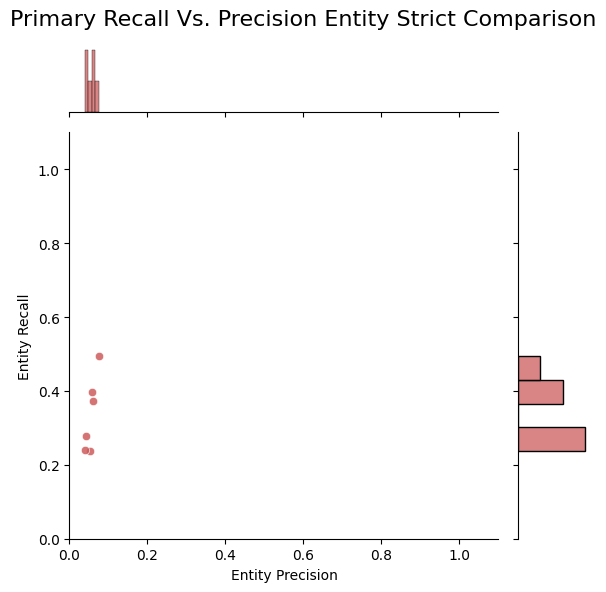 Primary Recall Vs. Precision Entity Strict Comparison
1.0
0.8
0.6
0.4
0.2
0.0
Entity Recall
0.0 0.2 0.4 0.6 0.8 1.0
Entity Precision